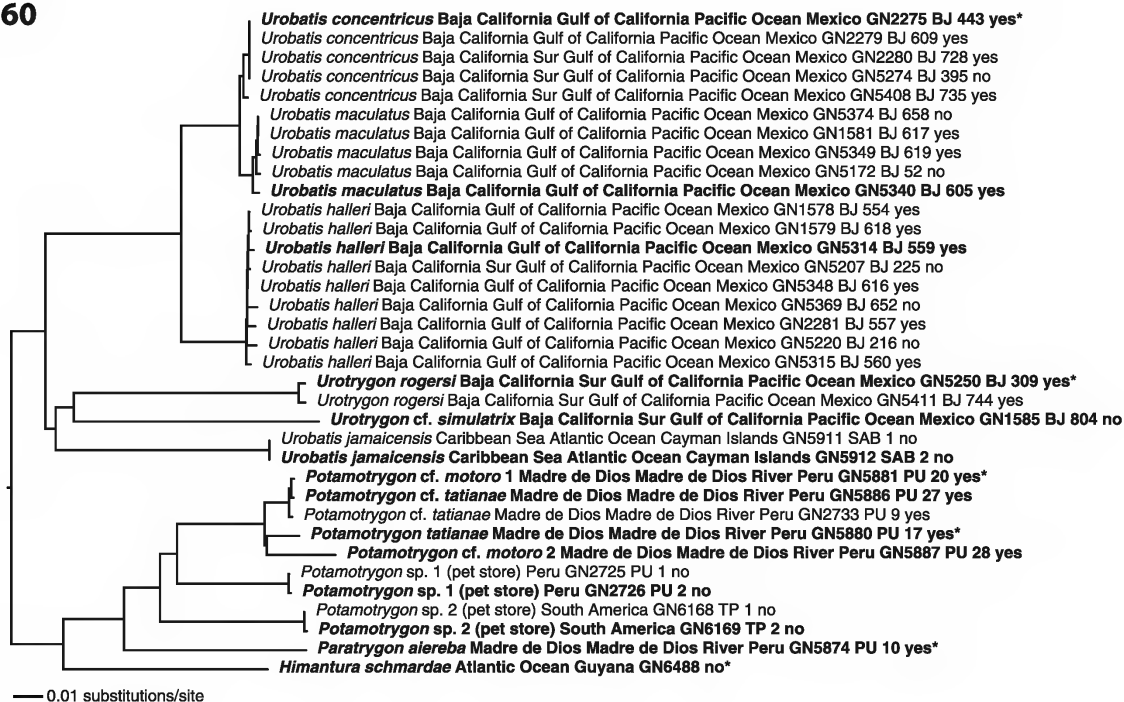 60
Urobatis concentricus Baja California Gulf of California Pacific Ocean Mexico GN2275 BJ 443 yes*
Urobatis concentricus Baja California Gulf of California Pacific Ocean Mexico GN2279 BJ 609 yes
Urobatis concentricus Baja California Sur Gulf of California Pacific Ocean Mexico GN2280 BJ 728 yes
Urobatis concentricus Baja California Sur Gulf of California Pacific Ocean Mexico GN5274 BJ 395 no
Urobatis concentricus Baja California Sur Gulf of California Pacific Ocean Mexico GN5408 BJ 735 yes
Urobatis maculatus Baja California Gulf of California Pacific Ocean Mexico GN5374 BJ 658 no
Urobatis maculatus Baja California Gulf of California Pacific Ocean Mexico GN1581 BJ 617 yes
Urobatis maculatus Baja California Gulf of California Pacific Ocean Mexico GN5349 BJ 619 yes
Urobatis maculatus Baja California Gulf of California Pacific Ocean Mexico GN5172 BJ 52 no
Urobatis maculatus Baja California Gulf of California Pacific Ocean Mexico GN5340 BJ 605 yes
Urobatis halleri Baja California Gulf of California Pacific Ocean Mexico GN1578 BJ 554 yes
Urobatis halleri Baja California Gulf of California Pacific Ocean Mexico GN1579 BJ 618 yes
Urobatis halleri Baja California Gulf of California Pacific Ocean Mexico GN5314 BJ 559 yes
Urobatis halleri Baja California Sur Gulf of California Pacific Ocean Mexico GN5207 BJ 225 no
Urobatis halleri Baja California Gulf of California Pacific Ocean Mexico GN5348 BJ 616 yes
Urobatis halleri Baja California Gulf of California Pacific Ocean Mexico GN5369 BJ 652 no
Urobatis halleri Baja California Gulf of California Pacific Ocean Mexico GN2281 BJ 557 yes
Urobatis halleri Baja California Gulf of California Pacific Ocean Mexico GN5220 BJ 216 no
Urobatis halleri Baja California Gulf of California Pacific Ocean Mexico GN5315 BJ 560 yes
Urotrygon rogersi Baja California Sur Gulf of California Pacific Ocean Mexico GN5250 BJ 309 yes*
Urotrygon rogersi Baja California Sur Gulf of California Pacific Ocean Mexico GN5411 BJ 744 yes
Urotrygon cf. simulatrix Baja California Sur Gulf of California Pacific Ocean Mexico GN1585 BJ 804 no
Urobatis jamaicensis Caribbean Sea Atlantic Ocean Cayman Islands GN5911 SAB 1 no
Urobatis jamaicensis Caribbean Sea Atlantic Ocean Cayman Islands GN5912 SAB 2 no
Potamotrygon cf. motoro 1 Madre de Dios Madre de Dios River Peru GN5881 PU 20 yes*
Potamotrygon cf. tatianae Madre de Dios Madre de Dios River Peru GN5886 PU 27 yes
Potamotrygon cf. tatianae Madre de Dios Madre de Dios River Peru GN2733 PU 9 yes
Potamotrygon tatianae Madre de Dios Madre de Dios River Peru GN5880 PU 17 yes*
Potamotrygon cf. motoro 2 Madre de Dios Madre de Dios River Peru GN5887 PU 28 yes
Potamotrygon sp. 1 (pet store) Peru GN2725 PU 1 no
Potamotrygon sp. 1 (pet store) Peru GN2726 PU 2 no
Potamotrygon sp. 2 (pet store) South America GN6168 TP 1 no
Potamotrygon sp. 2 (pet store) South America GN6169 TP 2 no
Paratrygon aiereba Madre de Dios Madre de Dios River Peru GN5874 PU 10 yes*
Himantura schmardae Atlantic Ocean Guyana GN6488 no*
0.01 substitutions/site